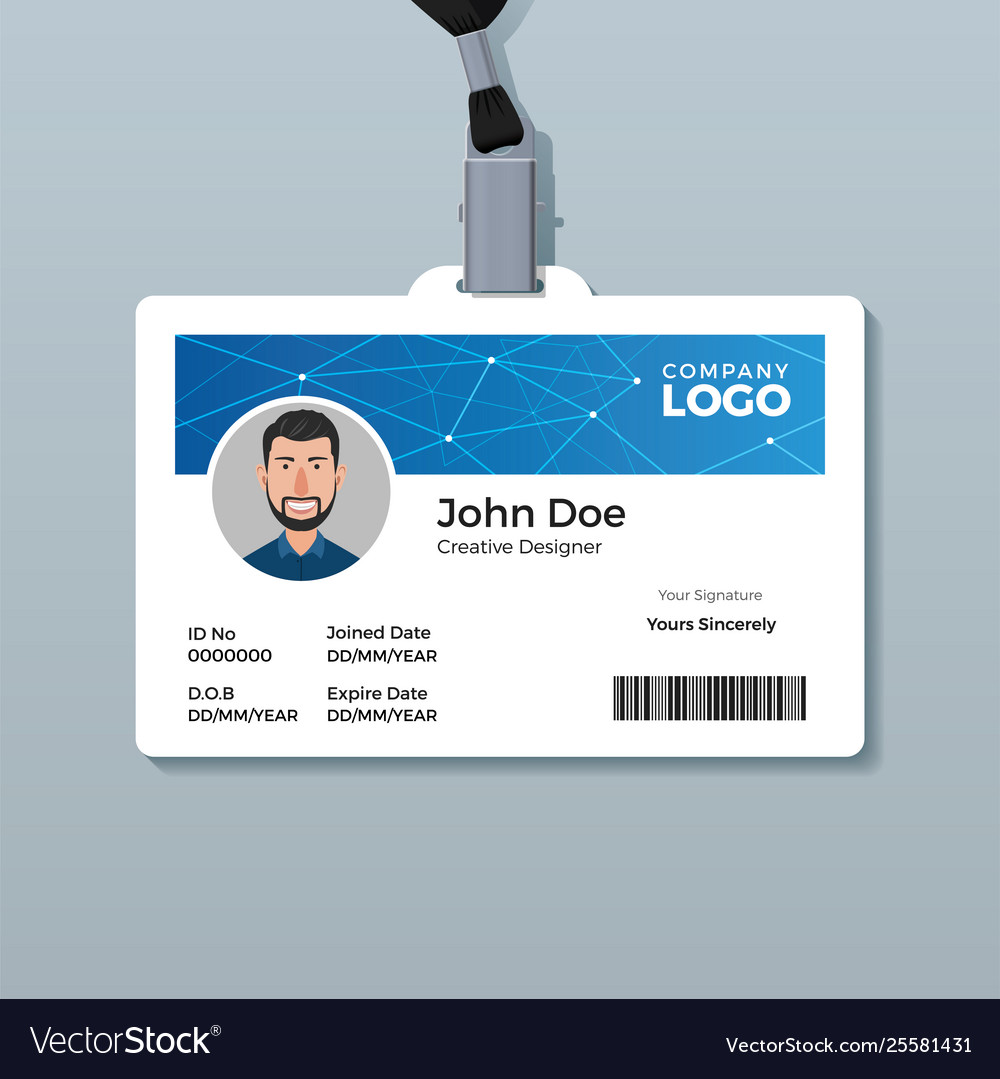 COMPANY
LOGO
John Doe
Creative Designer
Your Signature
Yours Sincerely
ID No
0000000
Joined Date
DD/MM/YEAR
D.O.B
DD/MM/YEAR
Expire Date
DD/MM/YEAR
VectorStock®
VectorStock.com/25581431